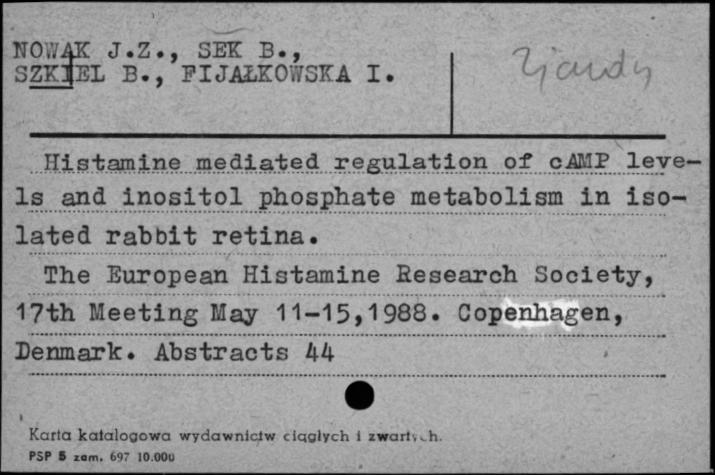 NOWAK J.Z., SEK B.,
SZKIEL B., FIJAŁKOWSKA I.
Zjazdy
Histamine mediated regulation of cAMP leve-
ls and inositol phosphate metabolism in iso-
lated rabbit retina.
The European Histamine Research Society,
17th Meeting May 11-15,1988. Copenhagen,
Denmark. Abstracts 44
Karta katalogowa wydawnictw ciągłych i zwartych.
PSP 5 zam. 697 10.000